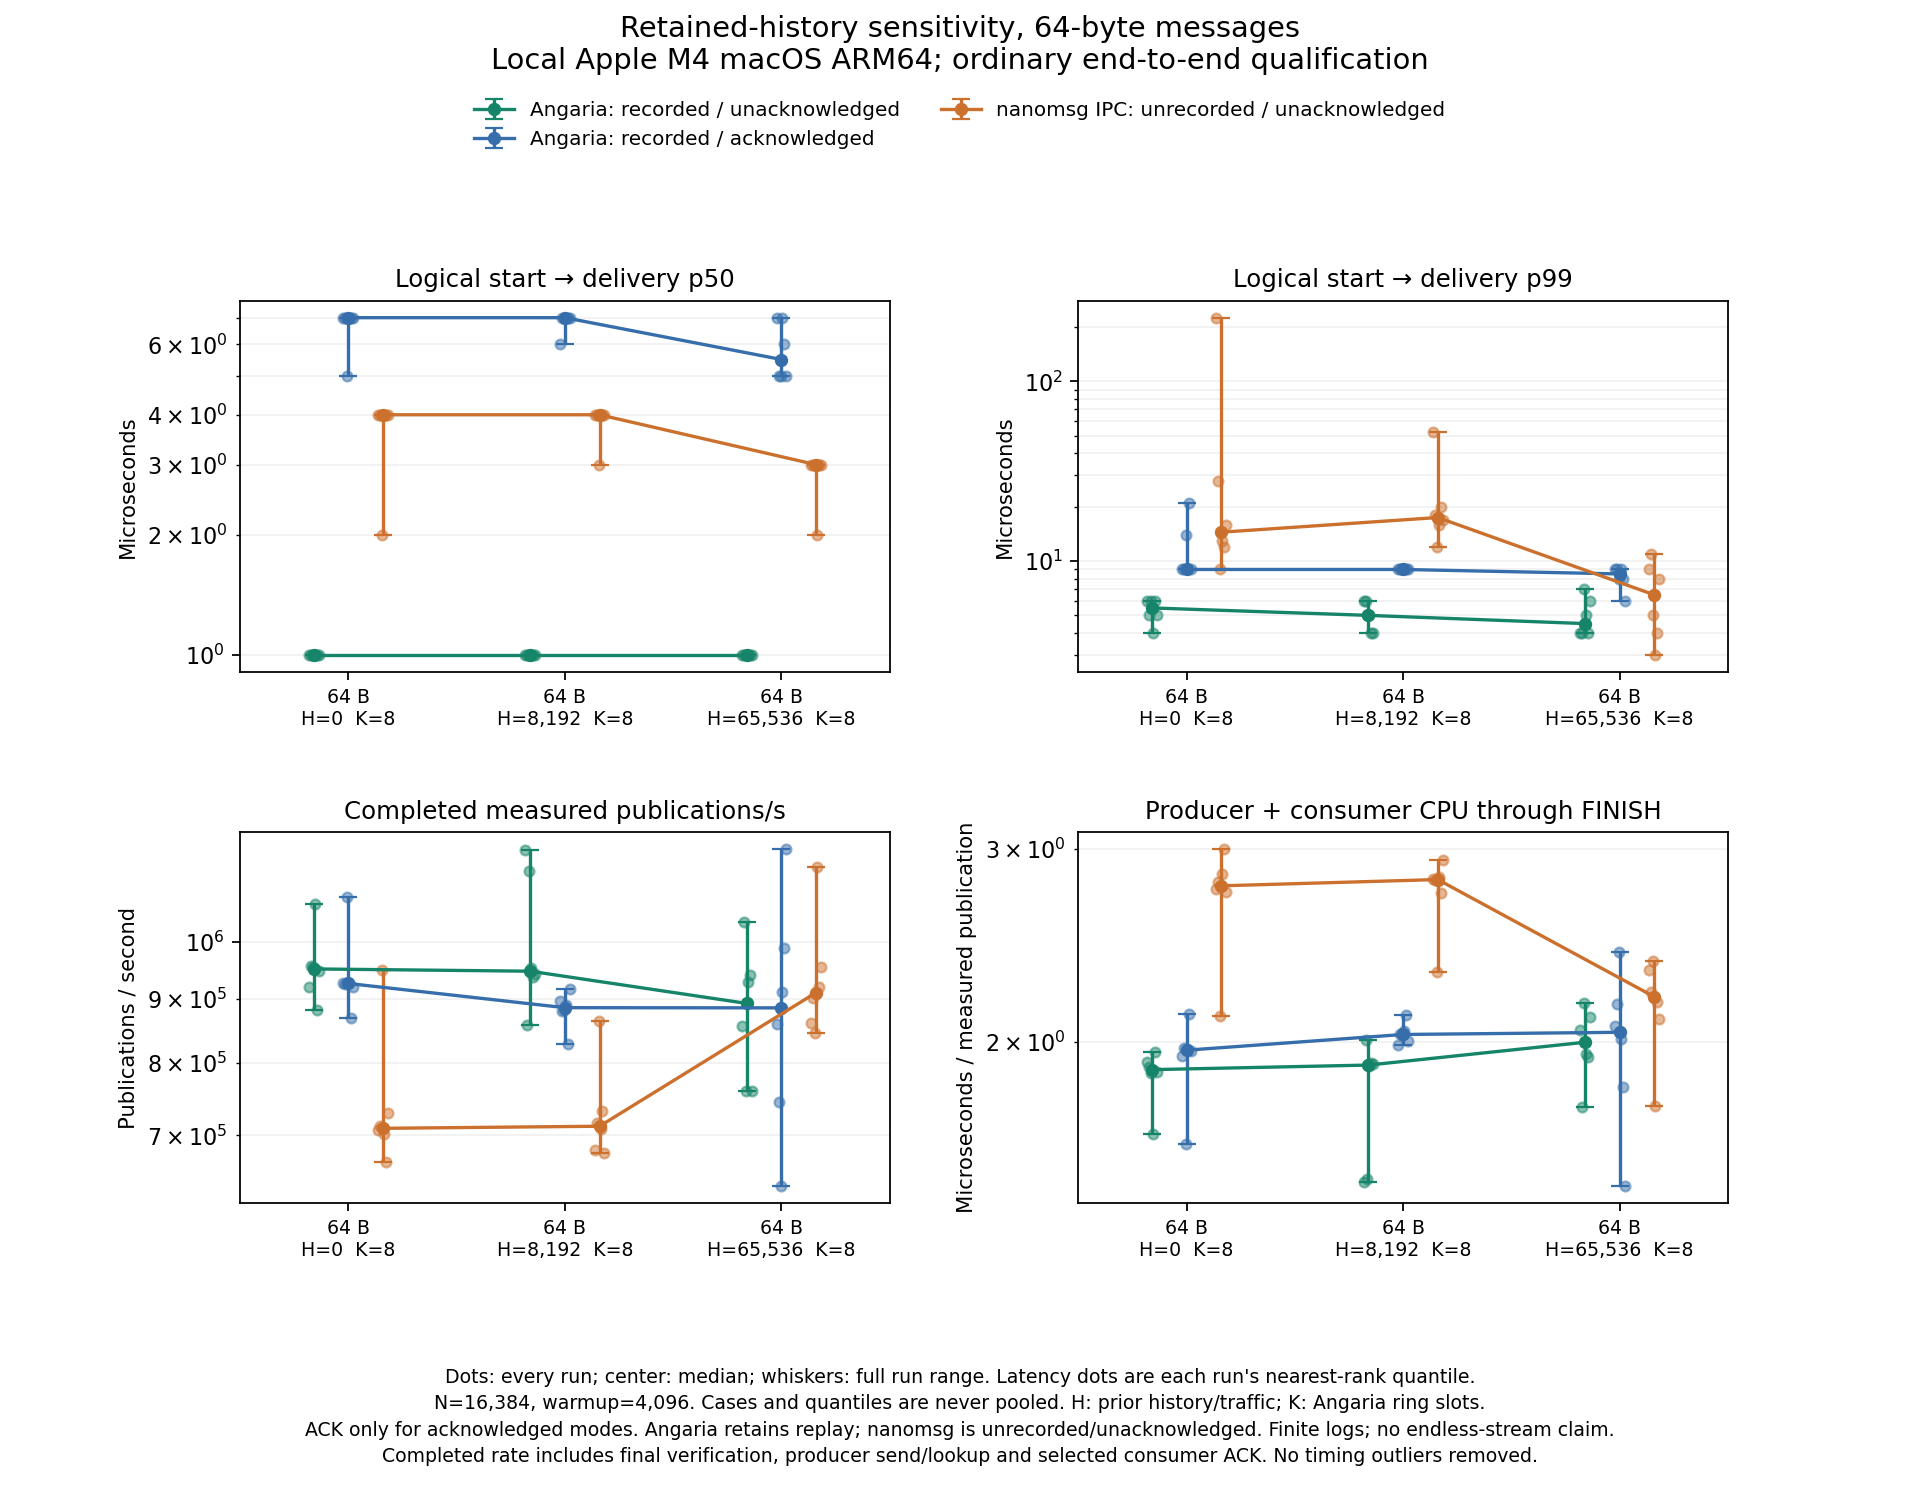 Retained-history sensitivity, 64-byte messages
Local Apple M4 macOS ARM64; ordinary end-to-end qualification
Angaria: recorded / unacknowledged
Angaria: recorded / acknowledged
nanomsg IPC: unrecorded / unacknowledged
Logical start → delivery p50
Microseconds
6 × 10⁰
4 × 10⁰
3 × 10⁰
2 × 10⁰
10⁰
64 B
H=0 K=8
64 B
H=8,192 K=8
64 B
H=65,536 K=8
Logical start → delivery p99
Microseconds
10²
10¹
64 B
H=0 K=8
64 B
H=8,192 K=8
64 B
H=65,536 K=8
Completed measured publications/s
Publications / second
10⁶
9 × 10⁵
8 × 10⁵
7 × 10⁵
64 B
H=0 K=8
64 B
H=8,192 K=8
64 B
H=65,536 K=8
Producer + consumer CPU through FINISH
Microseconds / measured publication
3 × 10⁰
2 × 10⁰
64 B
H=0 K=8
64 B
H=8,192 K=8
64 B
H=65,536 K=8
Dots: every run; center: median; whiskers: full run range. Latency dots are each run's nearest-rank quantile.
N=16,384, warmup=4,096. Cases and quantiles are never pooled. H: prior history/traffic; K: Angaria ring slots.
ACK only for acknowledged modes. Angaria retains replay; nanomsg is unrecorded/unacknowledged. Finite logs; no endless-stream claim.
Completed rate includes final verification, producer send/lookup and selected consumer ACK. No timing outliers removed.